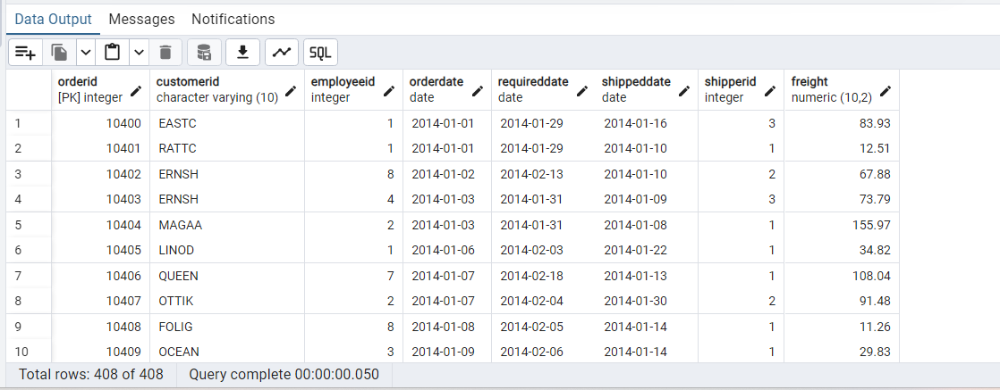 Data Output Messages Notifications
SQL
orderid customerid employeeid orderdate requireddate shippeddate shipperid freight
[PK] integer character varying (10) integer date date date integer numeric (10,2)
1 10400 EASTC 1 2014-01-01 2014-01-29 2014-01-16 3 83.93
2 10401 RATTC 1 2014-01-01 2014-01-29 2014-01-10 1 12.51
3 10402 ERNSH 8 2014-01-02 2014-02-13 2014-01-10 2 67.88
4 10403 ERNSH 4 2014-01-03 2014-01-31 2014-01-09 3 73.79
5 10404 MAGAA 2 2014-01-03 2014-01-31 2014-01-08 1 155.97
6 10405 LINOD 1 2014-01-06 2014-02-03 2014-01-22 1 34.82
7 10406 QUEEN 7 2014-01-07 2014-02-18 2014-01-13 1 108.04
8 10407 OTTIK 2 2014-01-07 2014-02-04 2014-01-30 2 91.48
9 10408 FOLIG 8 2014-01-08 2014-02-05 2014-01-14 1 11.26
10 10409 OCEAN 3 2014-01-09 2014-02-06 2014-01-14 1 29.83
Total rows: 408 of 408 Query complete 00:00:00.050